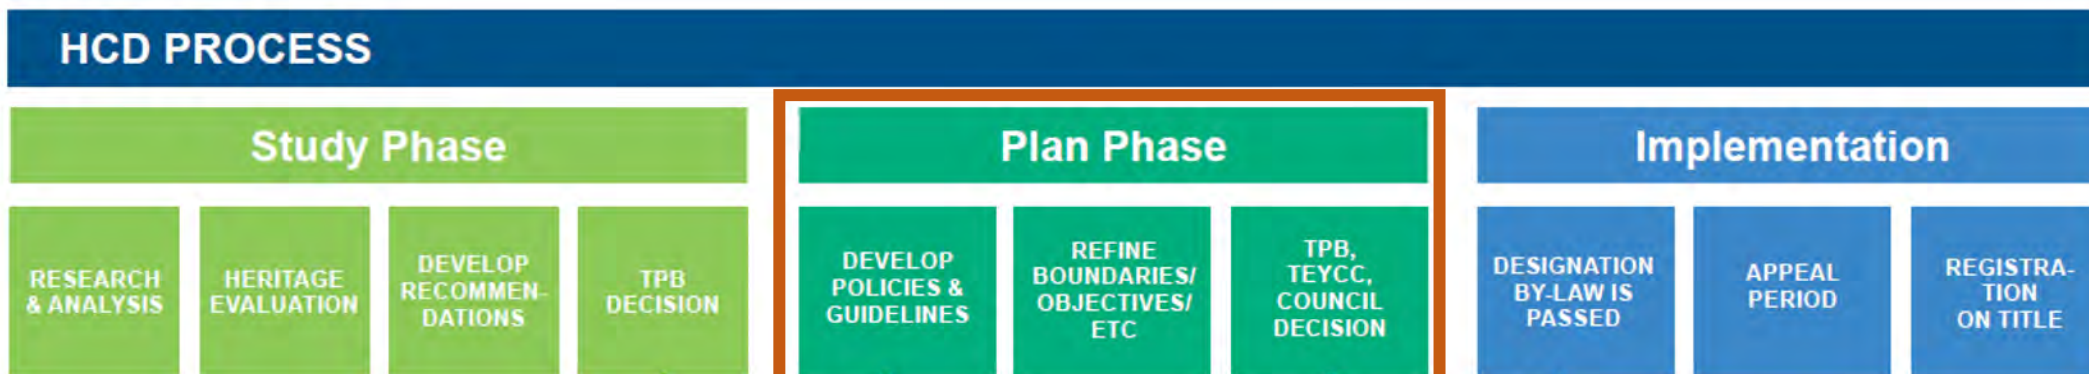 HCD PROCESS
Study Phase
RESEARCH
& ANALYSIS
HERITAGE
EVALUATION
DEVELOP
RECOMMEN-
DATIONS
TPB
DECISION
Plan Phase
DEVELOP
POLICIES &
GUIDELINES
REFINE
BOUNDARIES/
OBJECTIVES/
ETC
TPB,
TEYCC,
COUNCIL
DECISION
Implementation
DESIGNATION
BY-LAW IS
PASSED
APPEAL
PERIOD
REGISTRA-
TION
ON TITLE